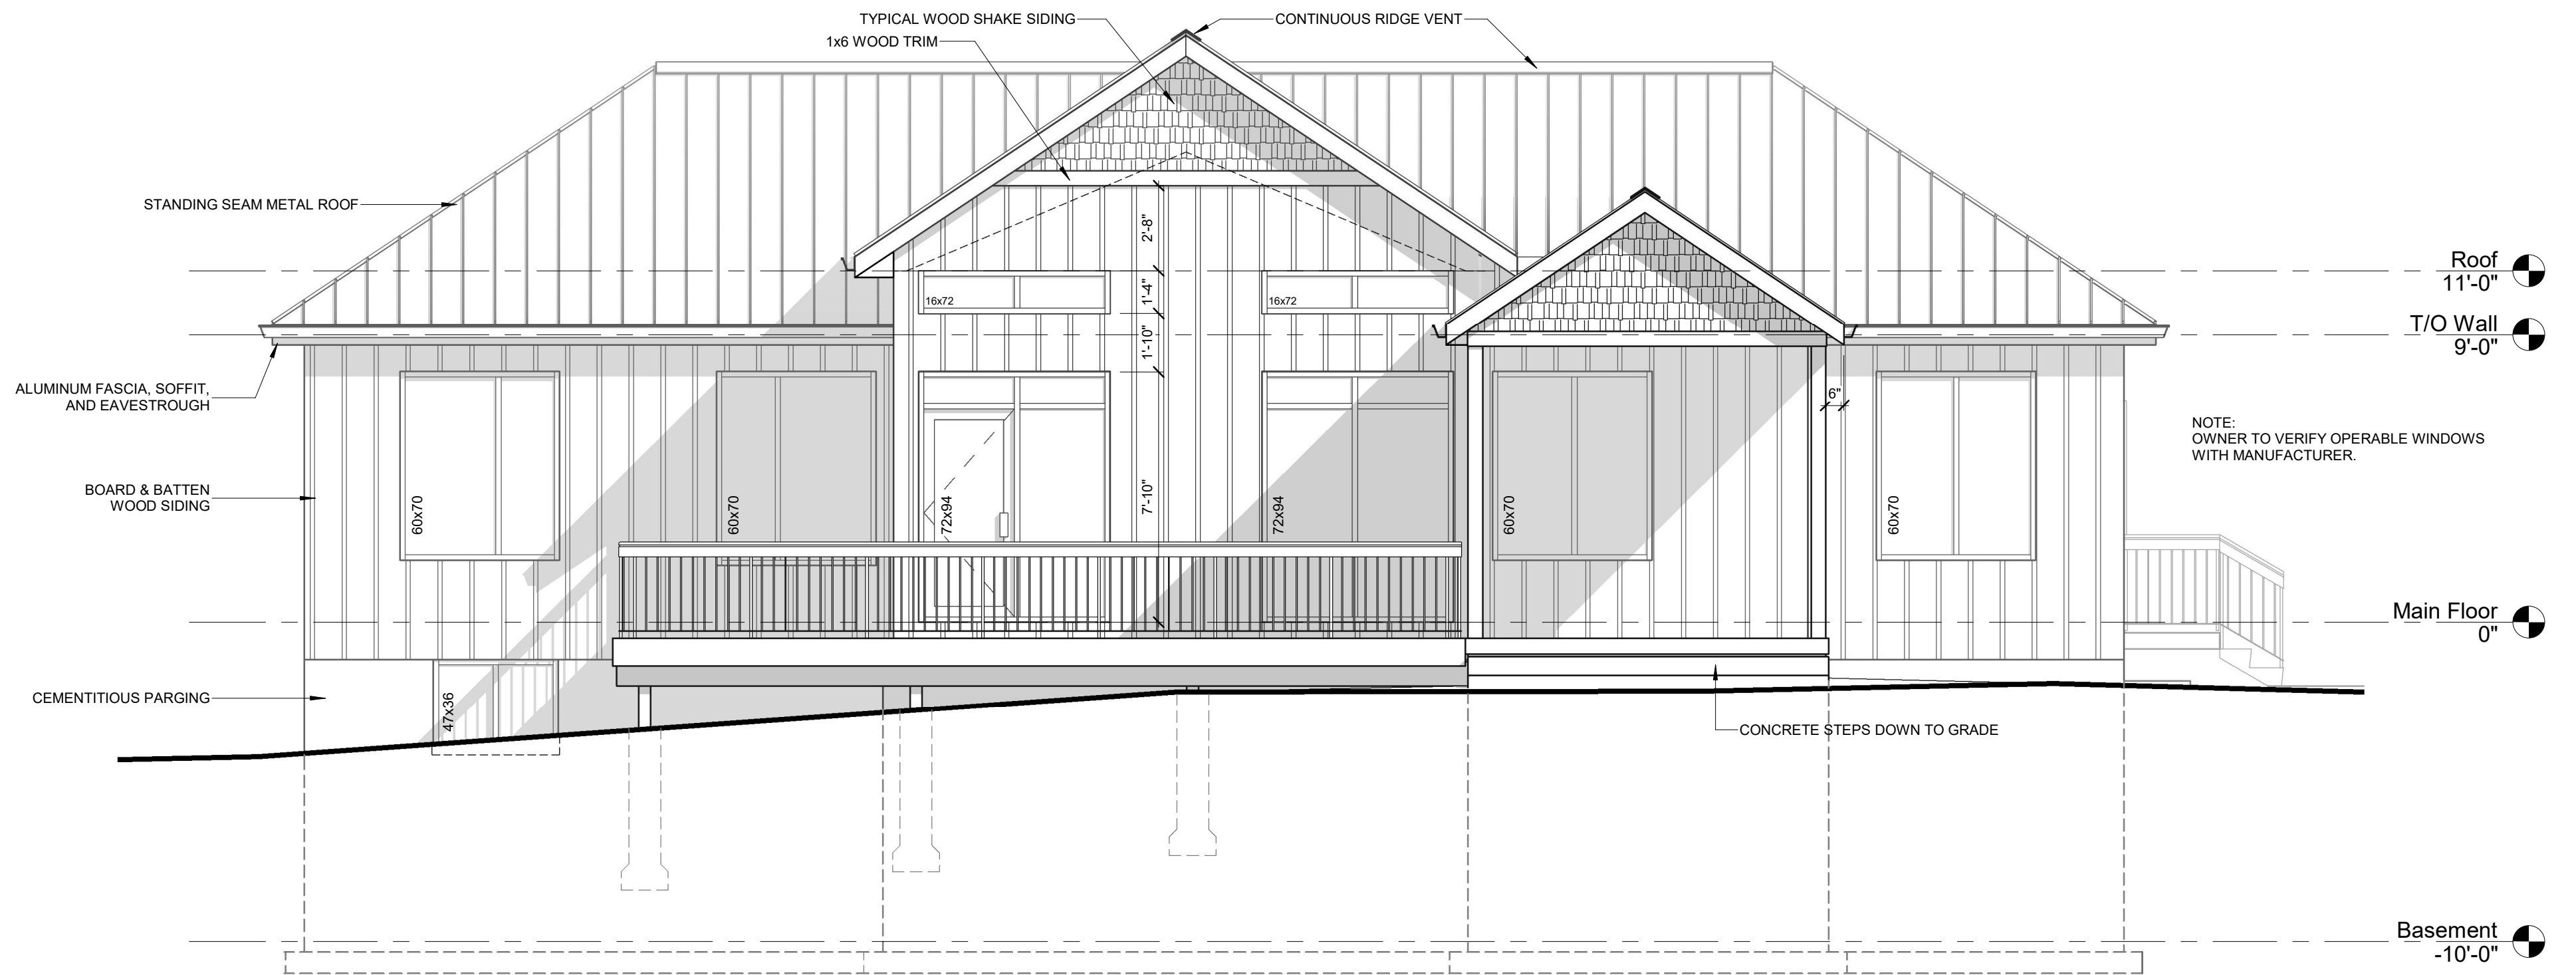 TYPICAL WOOD SHAKE SIDING
CONTINUOUS RIDGE VENT
1x6 WOOD TRIM
STANDING SEAM METAL ROOF
2'-8"
Roof
11'-0"
16x72
1'-4"
16x72
T/O Wall
9'-0"
1'-10"
ALUMINUM FASCIA, SOFFIT,
AND EAVESTROUGH
6"
NOTE:
OWNER TO VERIFY OPERABLE WINDOWS
WITH MANUFACTURER.
BOARD & BATTEN
WOOD SIDING
60x70
60x70
72x94
7'-10"
72x94
60x70
60x70
Main Floor
0"
CEMENTITIOUS PARGING
47x36
CONCRETE STEPS DOWN TO GRADE
Basement
-10'-0"